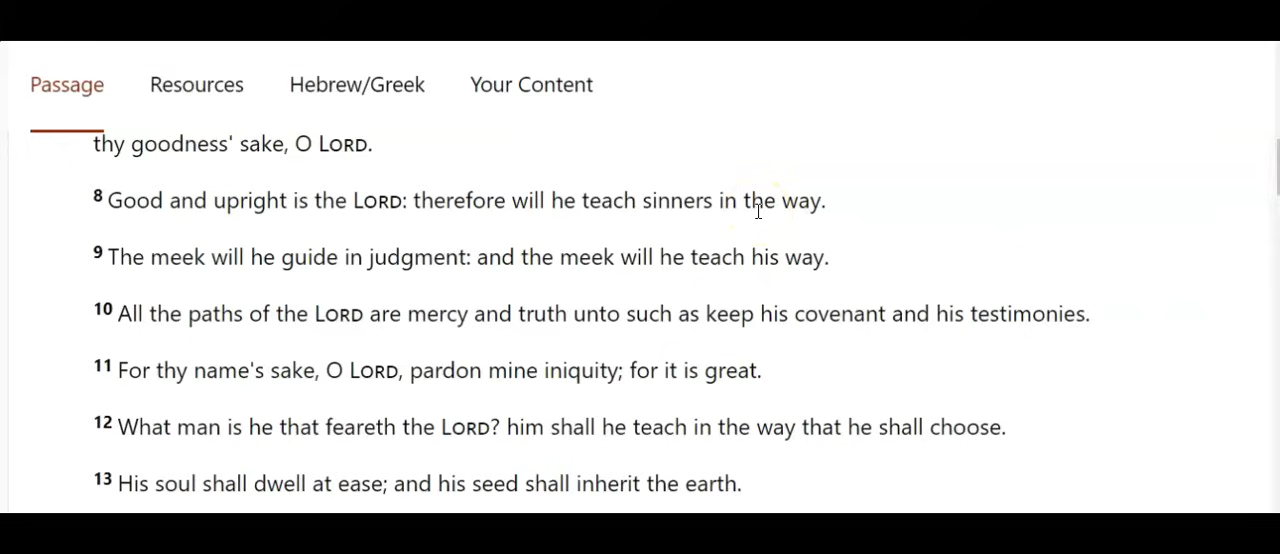 Passage Resources Hebrew/Greek Your Content
thy goodness' sake, O LORD.
8 Good and upright is the LORD: therefore will he teach sinners in the way.
9 The meek will he guide in judgment: and the meek will he teach his way.
10 All the paths of the LORD are mercy and truth unto such as keep his covenant and his testimonies.
11 For thy name's sake, O LORD, pardon mine iniquity; for it is great.
12 What man is he that feareth the LORD? him shall he teach in the way that he shall choose.
13 His soul shall dwell at ease; and his seed shall inherit the earth.